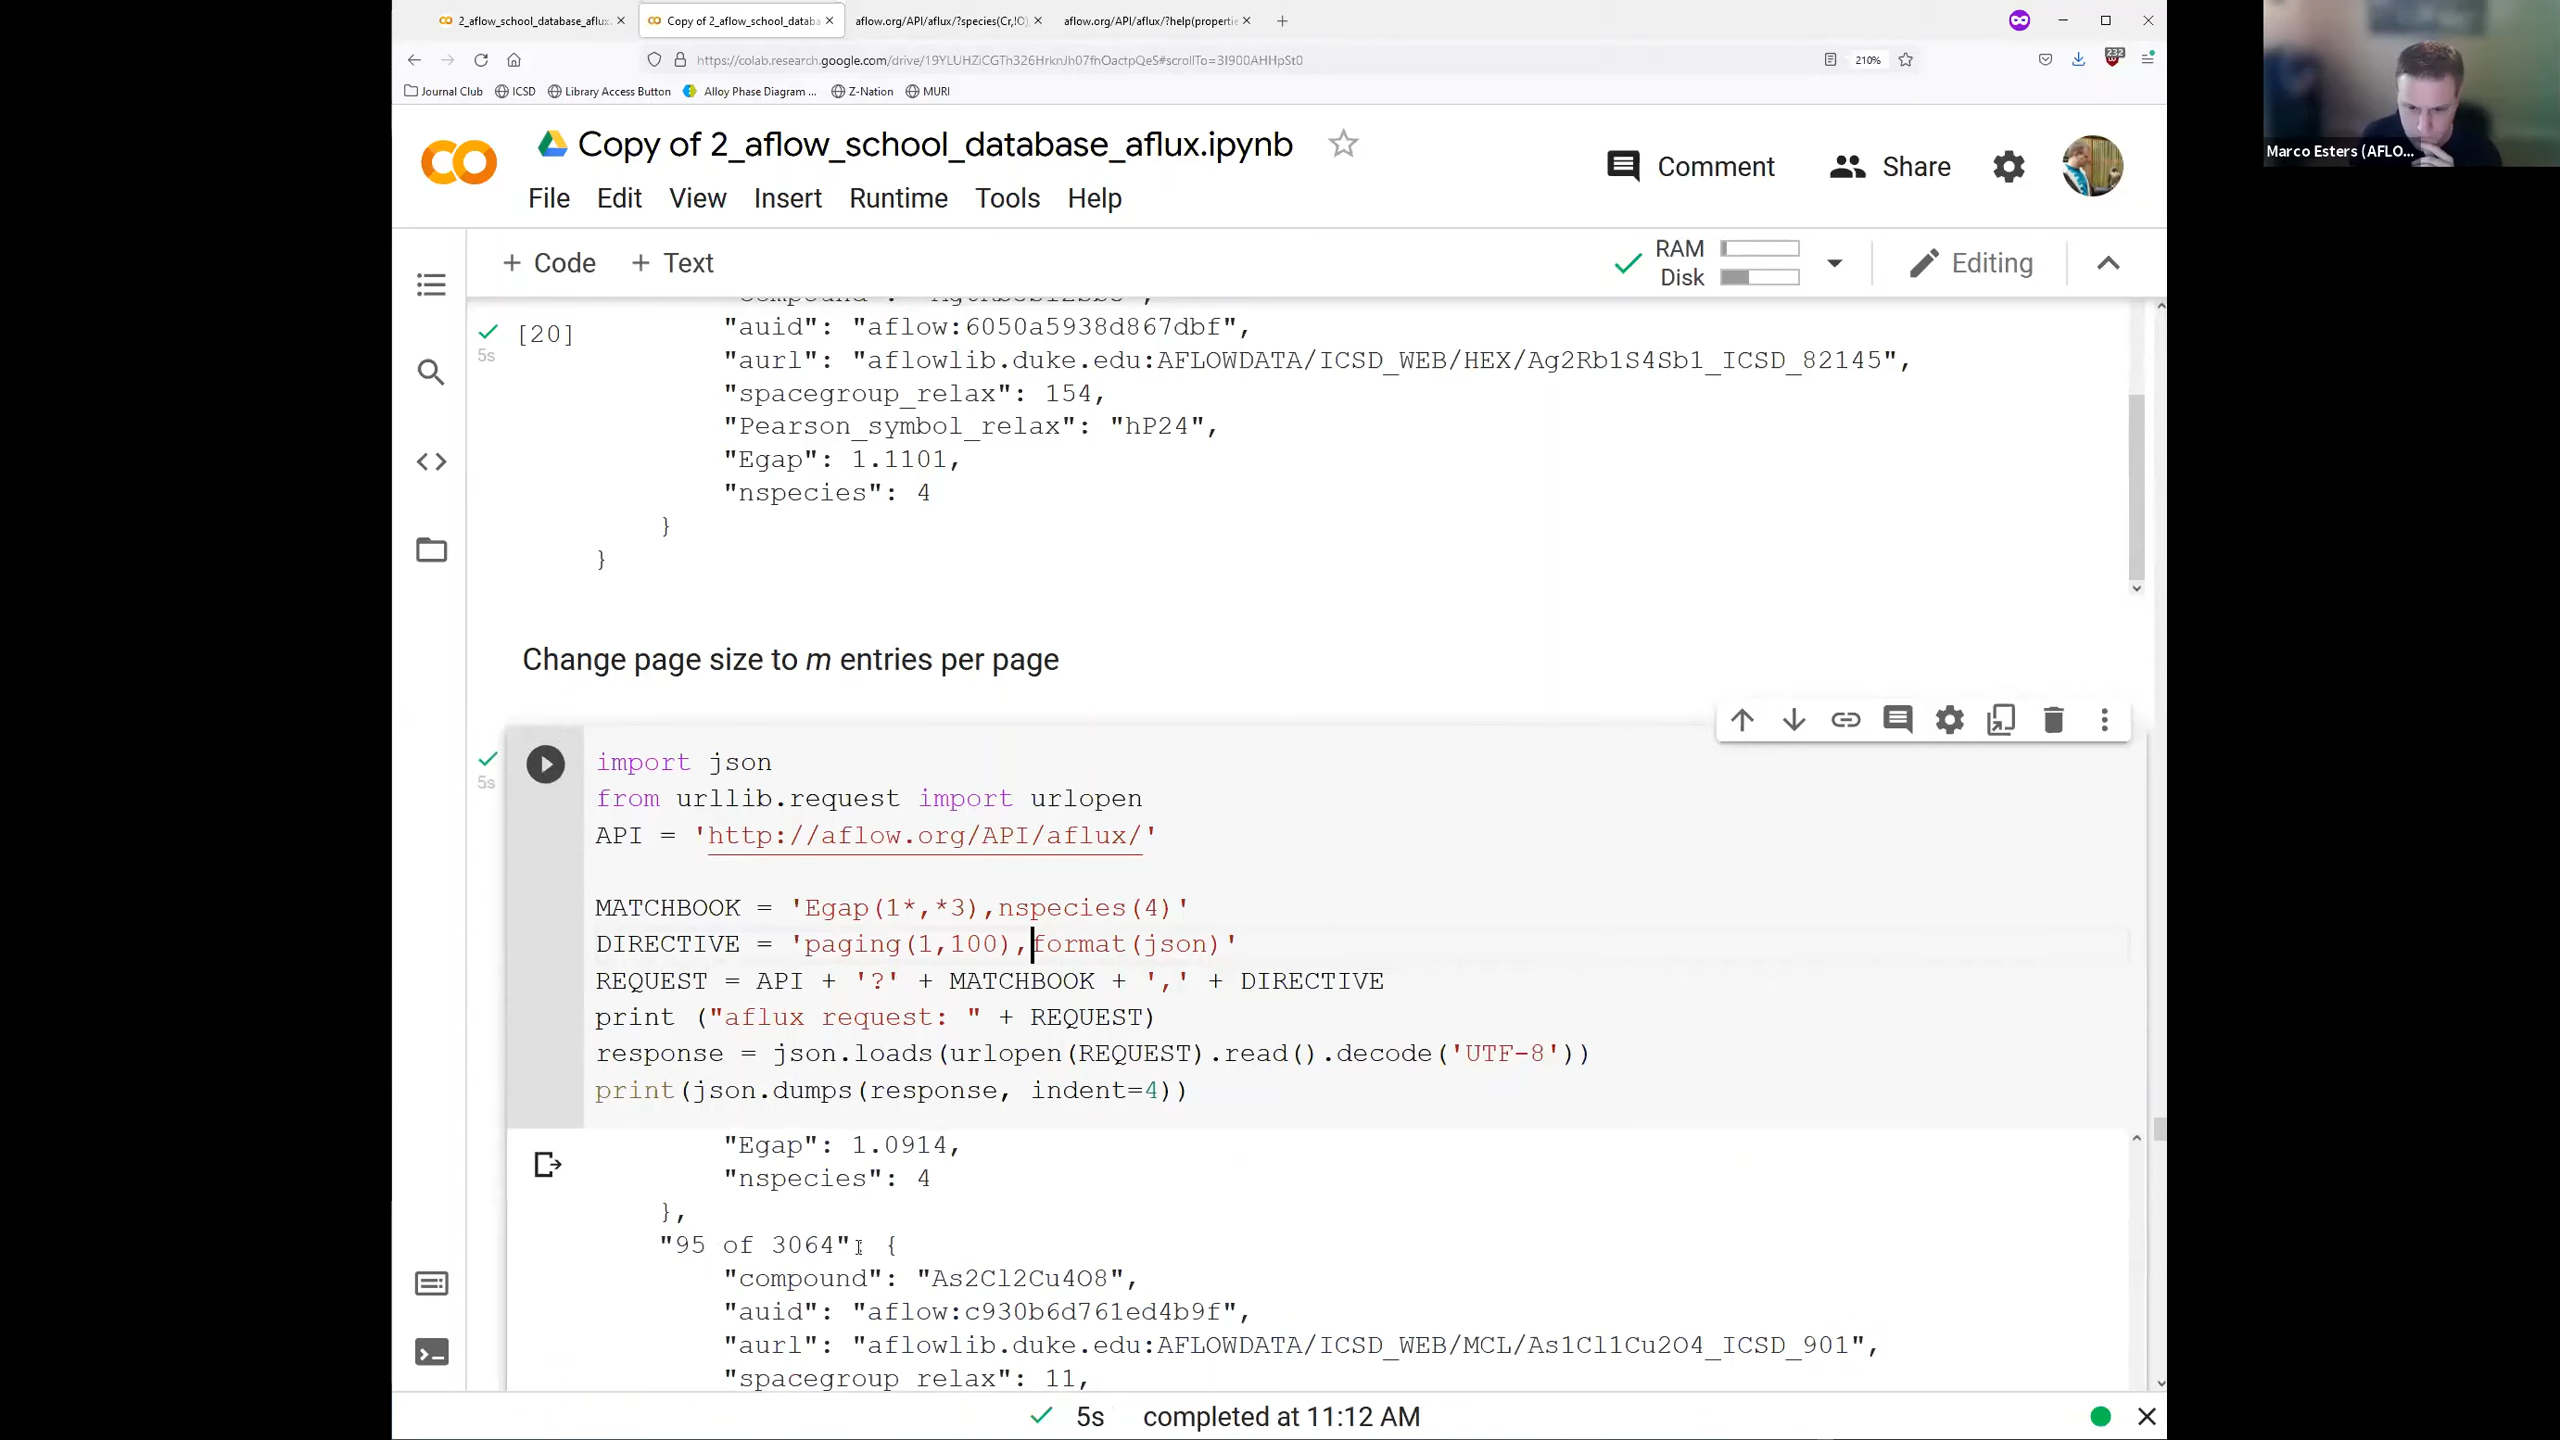 2_aflow_school_database_aflux.
Copy of 2_aflow_school_databa
aflow.org/API/aflux/?species(Cr,!O)
aflow.org/API/aflux/?help(properti
https://colab.research.google.com/drive/19YLUHZiCGTh326HrknJh07fhOactpQeS#scrollTo=3I900AHHpSt0
210%
232
Journal Club
ICSD
Library Access Button
Alloy Phase Diagram ...
Z-Nation
MURI
Marco Esters (AFLO...
Copy of 2_aflow_school_database_aflux.ipynb
Comment
Share
File Edit View Insert Runtime Tools Help
+ Code + Text
RAM
Disk
Editing
[20]
5s
"auid": "aflow:6050a5938d867dbf",
"aurl": "aflowlib.duke.edu:AFLOWDATA/ICSD_WEB/HEX/Ag2Rb1S4Sb1_ICSD_82145",
"spacegroup_relax": 154,
"Pearson_symbol_relax": "hP24",
"Egap": 1.1101,
"nspecies": 4
}
}
Change page size to m entries per page
5s
import json
from urllib.request import urlopen
API = 'http://aflow.org/API/aflux/'
MATCHBOOK = 'Egap(1*,*3),nspecies(4)'
DIRECTIVE = 'paging(1,100),format(json)'
REQUEST = API + '?' + MATCHBOOK + ',' + DIRECTIVE
print ("aflux request: " + REQUEST)
response = json.loads(urlopen(REQUEST).read().decode('UTF-8'))
print(json.dumps(response, indent=4))
"Egap": 1.0914,
"nspecies": 4
},
"95 of 3064": {
"compound": "As2Cl2Cu4O8",
"auid": "aflow:c930b6d761ed4b9f",
"aurl": "aflowlib.duke.edu:AFLOWDATA/ICSD_WEB/MCL/As1Cl1Cu2O4_ICSD_901",
"spacegroup_relax": 11,
5s completed at 11:12 AM